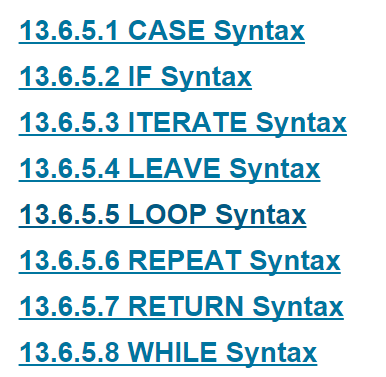 13.6.5.1 CASE Syntax
13.6.5.2 IF Syntax
13.6.5.3 ITERATE Syntax
13.6.5.4 LEAVE Syntax
13.6.5.5 LOOP Syntax
13.6.5.6 REPEAT Syntax
13.6.5.7 RETURN Syntax
13.6.5.8 WHILE Syntax